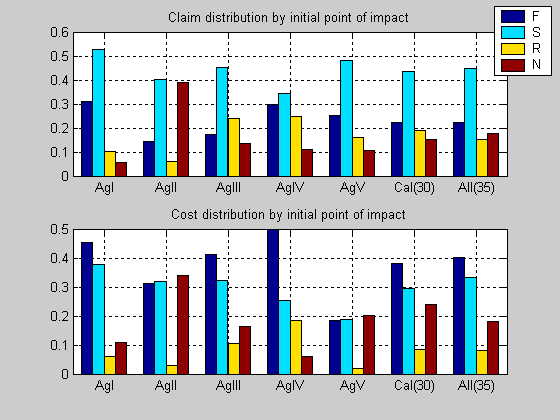 Claim distribution by initial point of impact
F
S
R
N
0.6
0.5
0.4
0.3
0.2
0.1
0
AgI AgII AgIII AgIV AgV Cal(30) All(35)
Cost distribution by initial point of impact
0.5
0.4
0.3
0.2
0.1
0
AgI AgII AgIII AgIV AgV Cal(30) All(35)